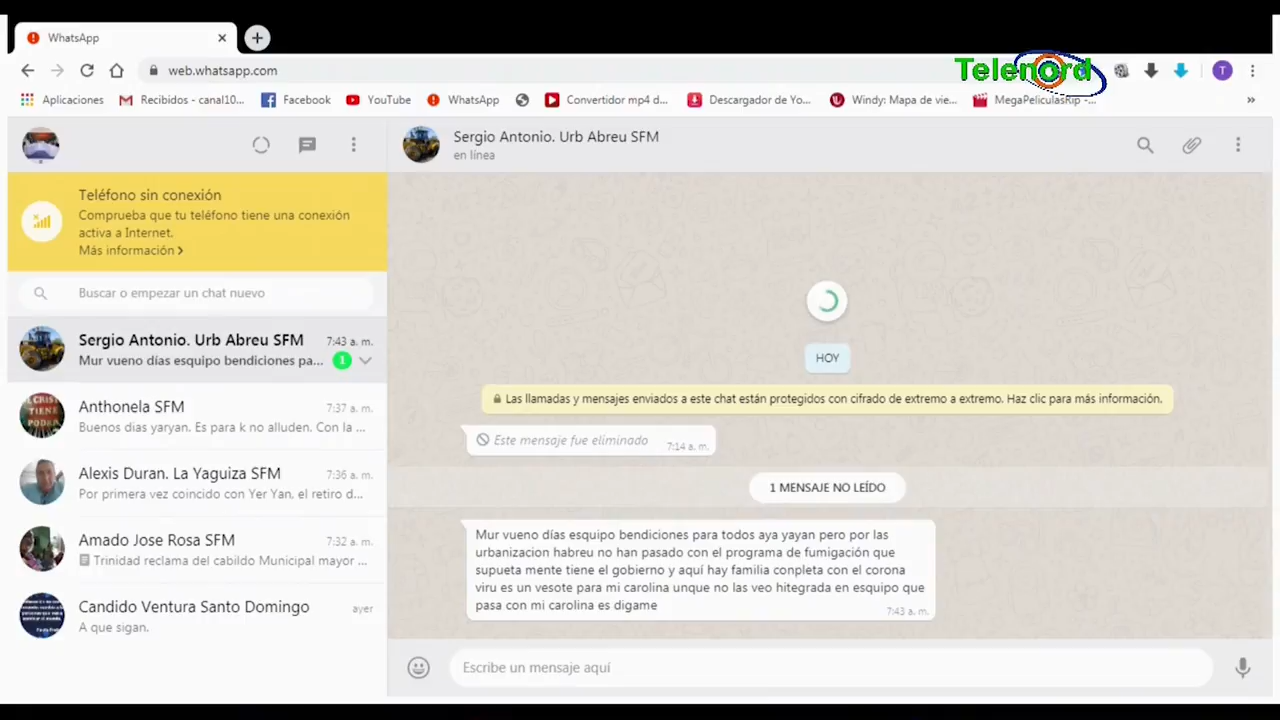 WhatsApp
Telenord
web.whatsapp.com
T
Aplicaciones
Recibidos - canal10...
Facebook
YouTube
WhatsApp
Convertidor mp4 d...
Descargador de Yo...
Windy: Mapa de vie...
MegaPeliculasRip -...
Teléfono sin conexión
Comprueba que tu teléfono tiene una conexión
activa a Internet.
Más información
Buscar o empezar un chat nuevo
Sergio Antonio. Urb Abreu SFM 7:43 a. m.
Mur vueno días esquipo bendiciones pa... 1
Anthonela SFM 7:37 a. m.
Buenos dias yaryan. Es para k no alluden. Con la ...
Alexis Duran. La Yaguiza SFM 7:36 a. m.
Por primera vez coincido con Yer Yan, el retiro d...
Amado Jose Rosa SFM 7:32 a. m.
Trinidad reclama del cabildo Municipal mayor ...
Candido Ventura Santo Domingo ayer
A que sigan.
Sergio Antonio. Urb Abreu SFM
en línea
HOY
Las llamadas y mensajes enviados a este chat están protegidos con cifrado de extremo a extremo. Haz clic para más información.
Este mensaje fue eliminado 7:14 a. m.
1 MENSAJE NO LEÍDO
Mur vueno días esquipo bendiciones para todos aya yayan pero por las
urbanizacion habreu no han pasado con el programa de fumigación que
supueta mente tiene el gobierno y aquí hay familia conpleta con el corona
viru es un vesote para mi carolina unque no las veo hitegrada en esquipo que
pasa con mi carolina es digame
7:43 a. m.
Escribe un mensaje aquí